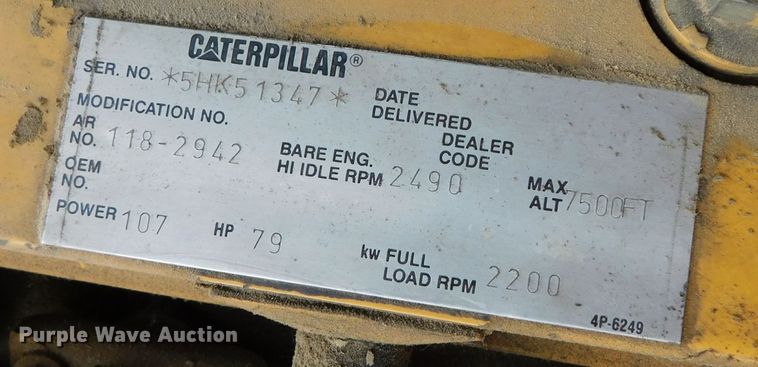 CATERPILLAR®
SER. NO. *5HK51347*
DATE DELIVERED
MODIFICATION NO.
DEALER CODE
AR NO. 118-2942
BARE ENG. HI IDLE RPM 2490
MAX ALT 7500FT
OEM NO.
POWER 107 HP 79 kw
FULL LOAD RPM 2200
4P-6249
Purple Wave Auction